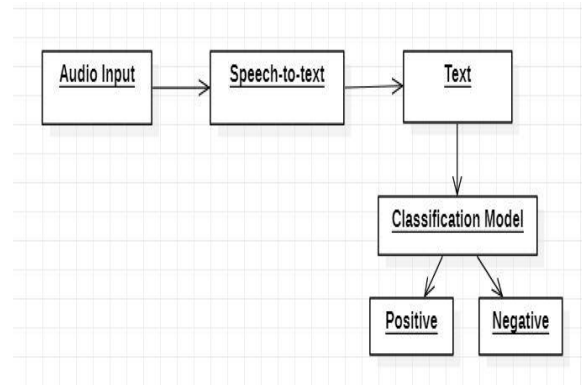 Audio Input
Speech-to-text
Text
Classification Model
Positive
Negative